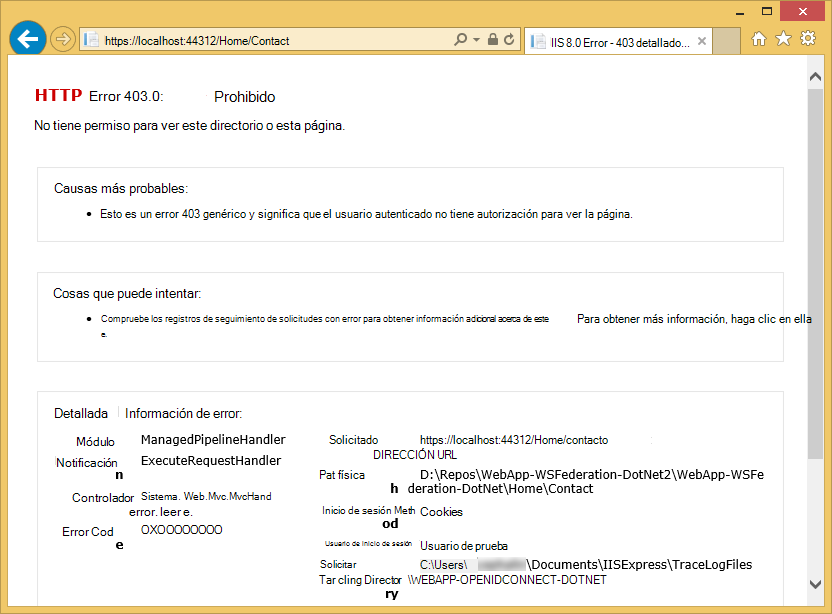 https://localhost:44312/Home/Contact
IIS 8.0 Error - 403 detallado...
HTTP Error 403.0: Prohibido
No tiene permiso para ver este directorio o esta página.
Causas más probables:
Esto es un error 403 genérico y significa que el usuario autenticado no tiene autorización para ver la página.
Cosas que puede intentar:
Compruebe los registros de seguimiento de solicitudes con error para obtener información adicional acerca de este
e.
Para obtener más información, haga clic en ella
Detallada Información de error:
Módulo ManagedPipelineHandler
Notificación ExecuteRequestHandler
n
Controlador Sistema. Web.Mvc.MvcHand
error. leer e.
Error Cod 0X00000000
e
Solicitado https://localhost:44312/Home/contacto
DIRECCIÓN URL
Pat física D:\Repos\WebApp-WSFederation-DotNet2\WebApp-WSFe
h deration-DotNet\Home\Contact
Inicio de sesión Meth Cookies
od
Usuario de inicio de sesión Usuario de prueba
Solicitar C:\Users\ \Documents\IISExpress\TraceLogFiles
Tar cling Director \WEBAPP-OPENIDCONNECT-DOTNET
ry